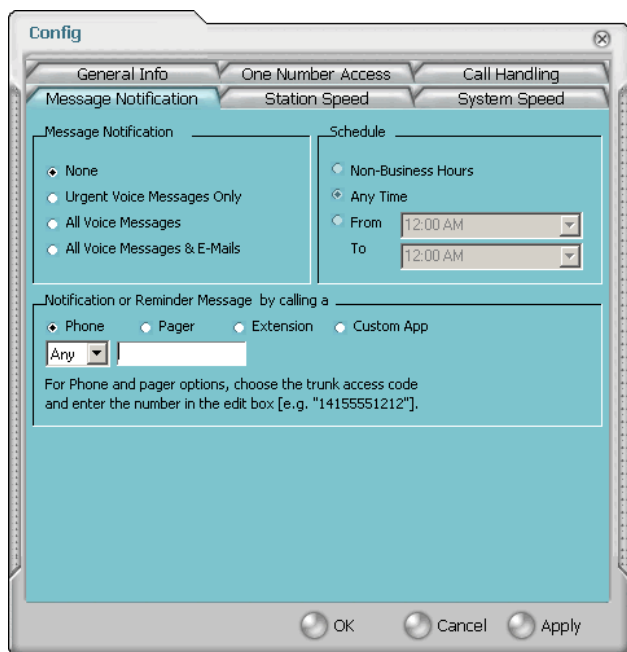 Config
General Info
One Number Access
Call Handling
Message Notification
Station Speed
System Speed
Message Notification
None
Urgent Voice Messages Only
All Voice Messages
All Voice Messages & E-Mails
Schedule
Non-Business Hours
Any Time
From
12:00 AM
To
12:00 AM
Notification or Reminder Message by calling a
Phone
Pager
Extension
Custom App
Any
For Phone and pager options, choose the trunk access code
and enter the number in the edit box [e.g. "14155551212"].
OK
Cancel
Apply